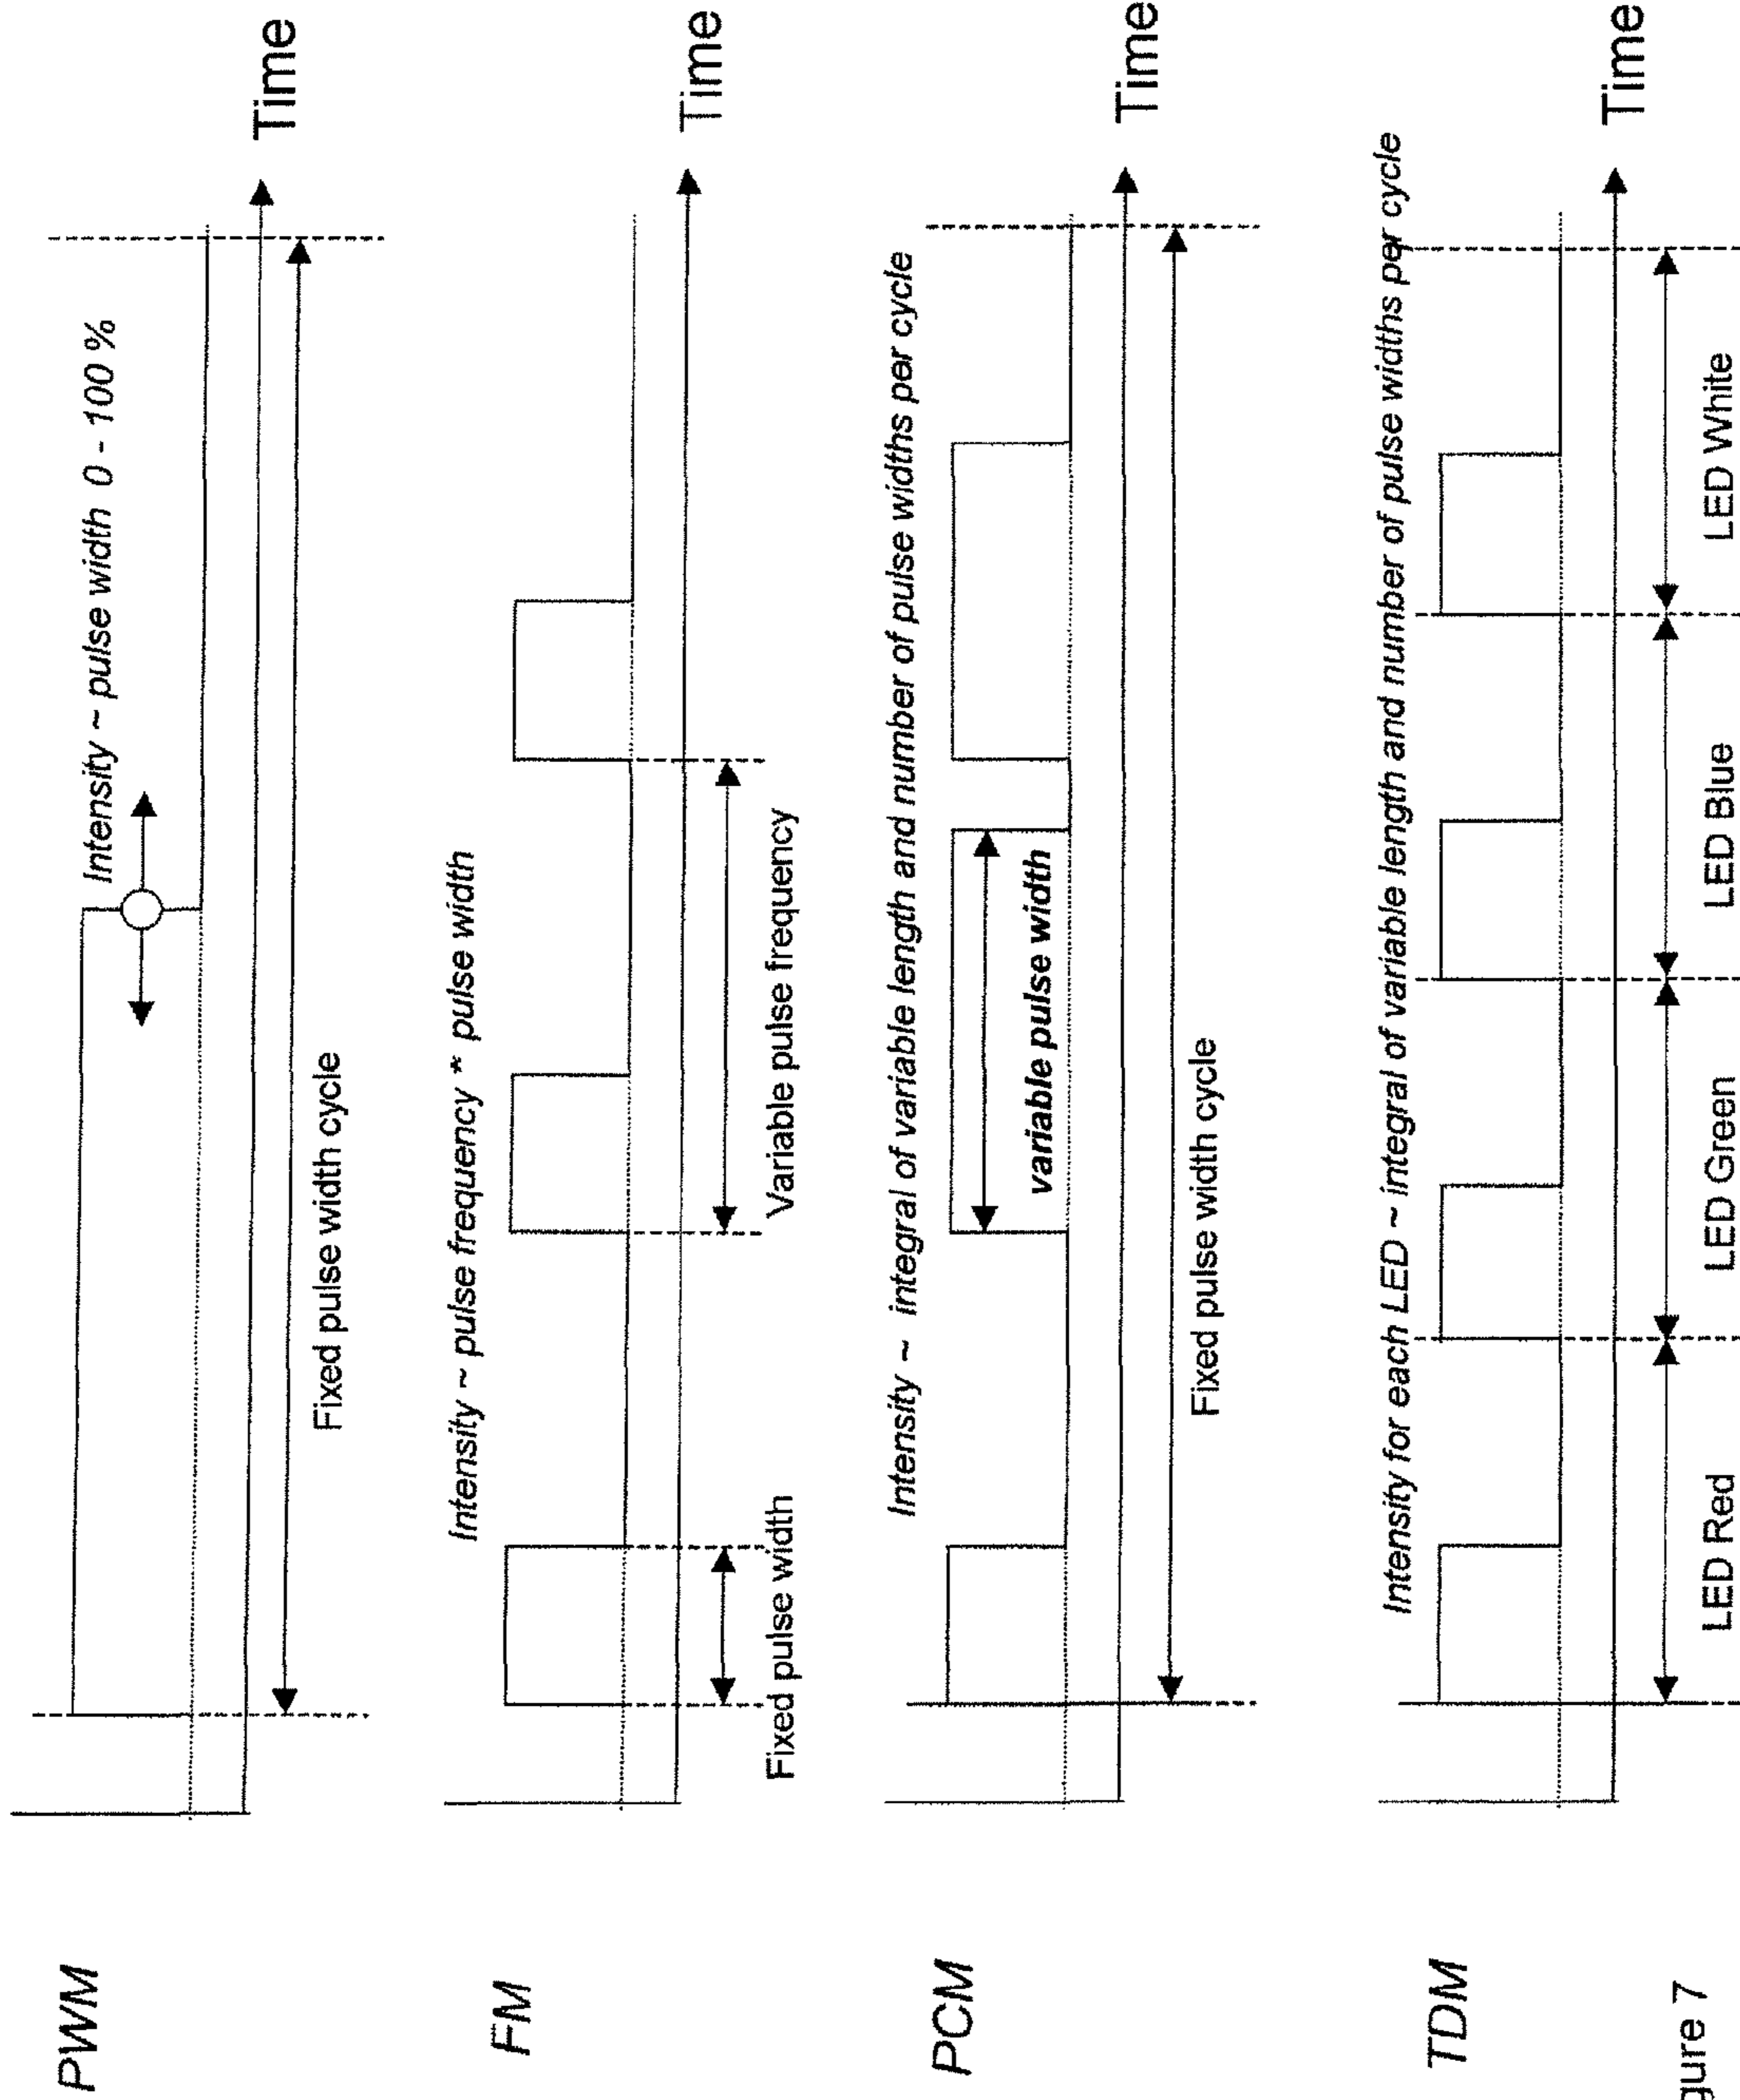 PWM
Intensity ~ pulse width 0 - 100 %
Time
Fixed pulse width cycle
FM
Intensity ~ pulse frequency * pulse width
Time
Fixed pulse width
Variable pulse frequency
PCM
Intensity ~ integral of variable length and number of pulse widths per cycle
variable pulse width
Time
Fixed pulse width cycle
TDM
Intensity for each LED ~ integral of variable length and number of pulse widths per cycle
Time
LED Red
LED Green
LED Blue
LED White
gure 7